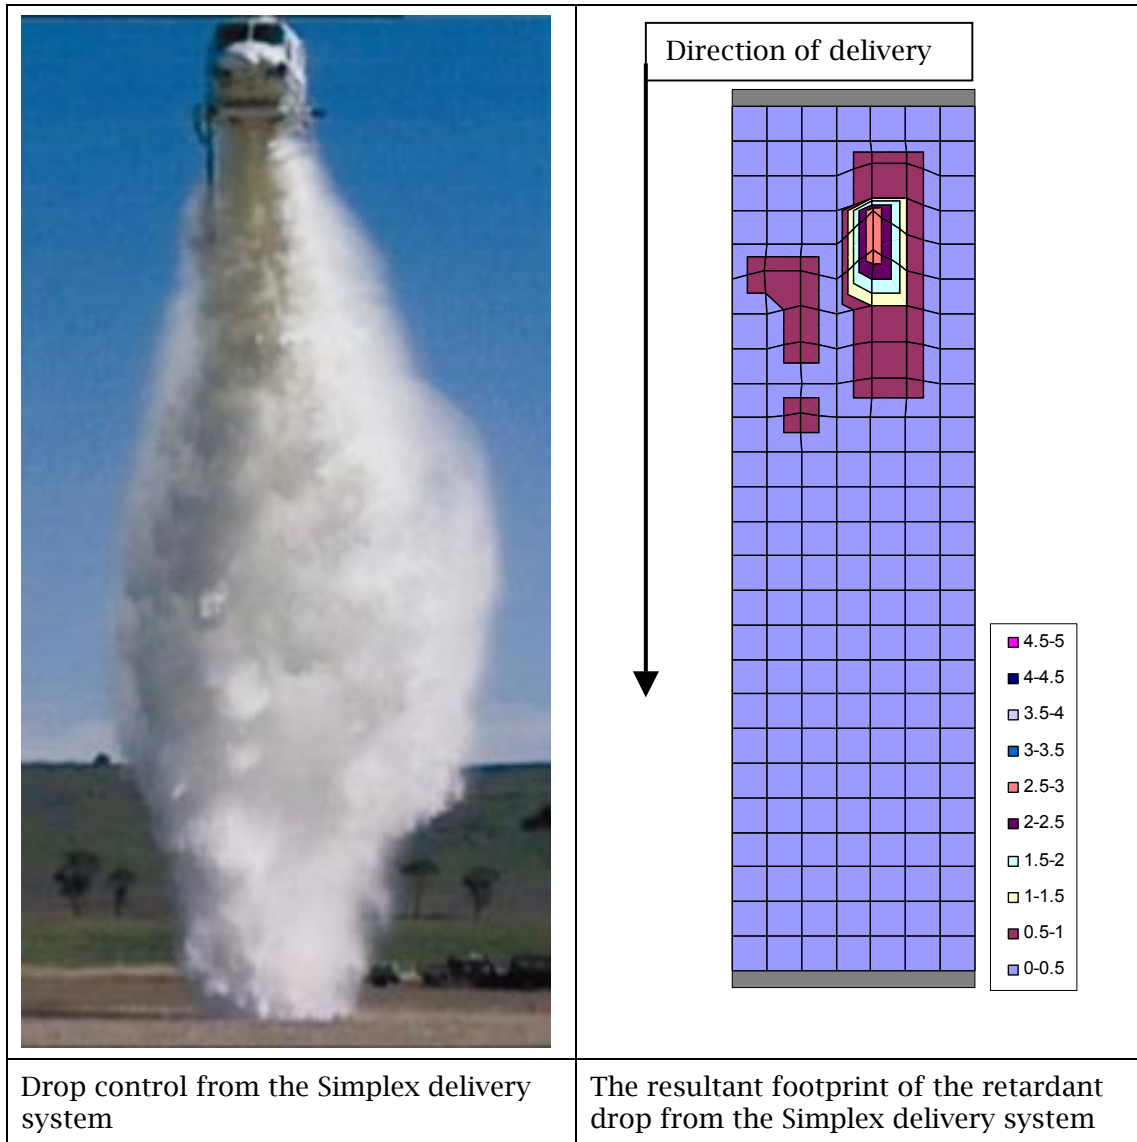 Direction of delivery
4.5-5
4-4.5
3.5-4
3-3.5
2.5-3
2-2.5
1.5-2
1-1.5
0.5-1
0-0.5
Drop control from the Simplex delivery
system
The resultant footprint of the retardant
drop from the Simplex delivery system